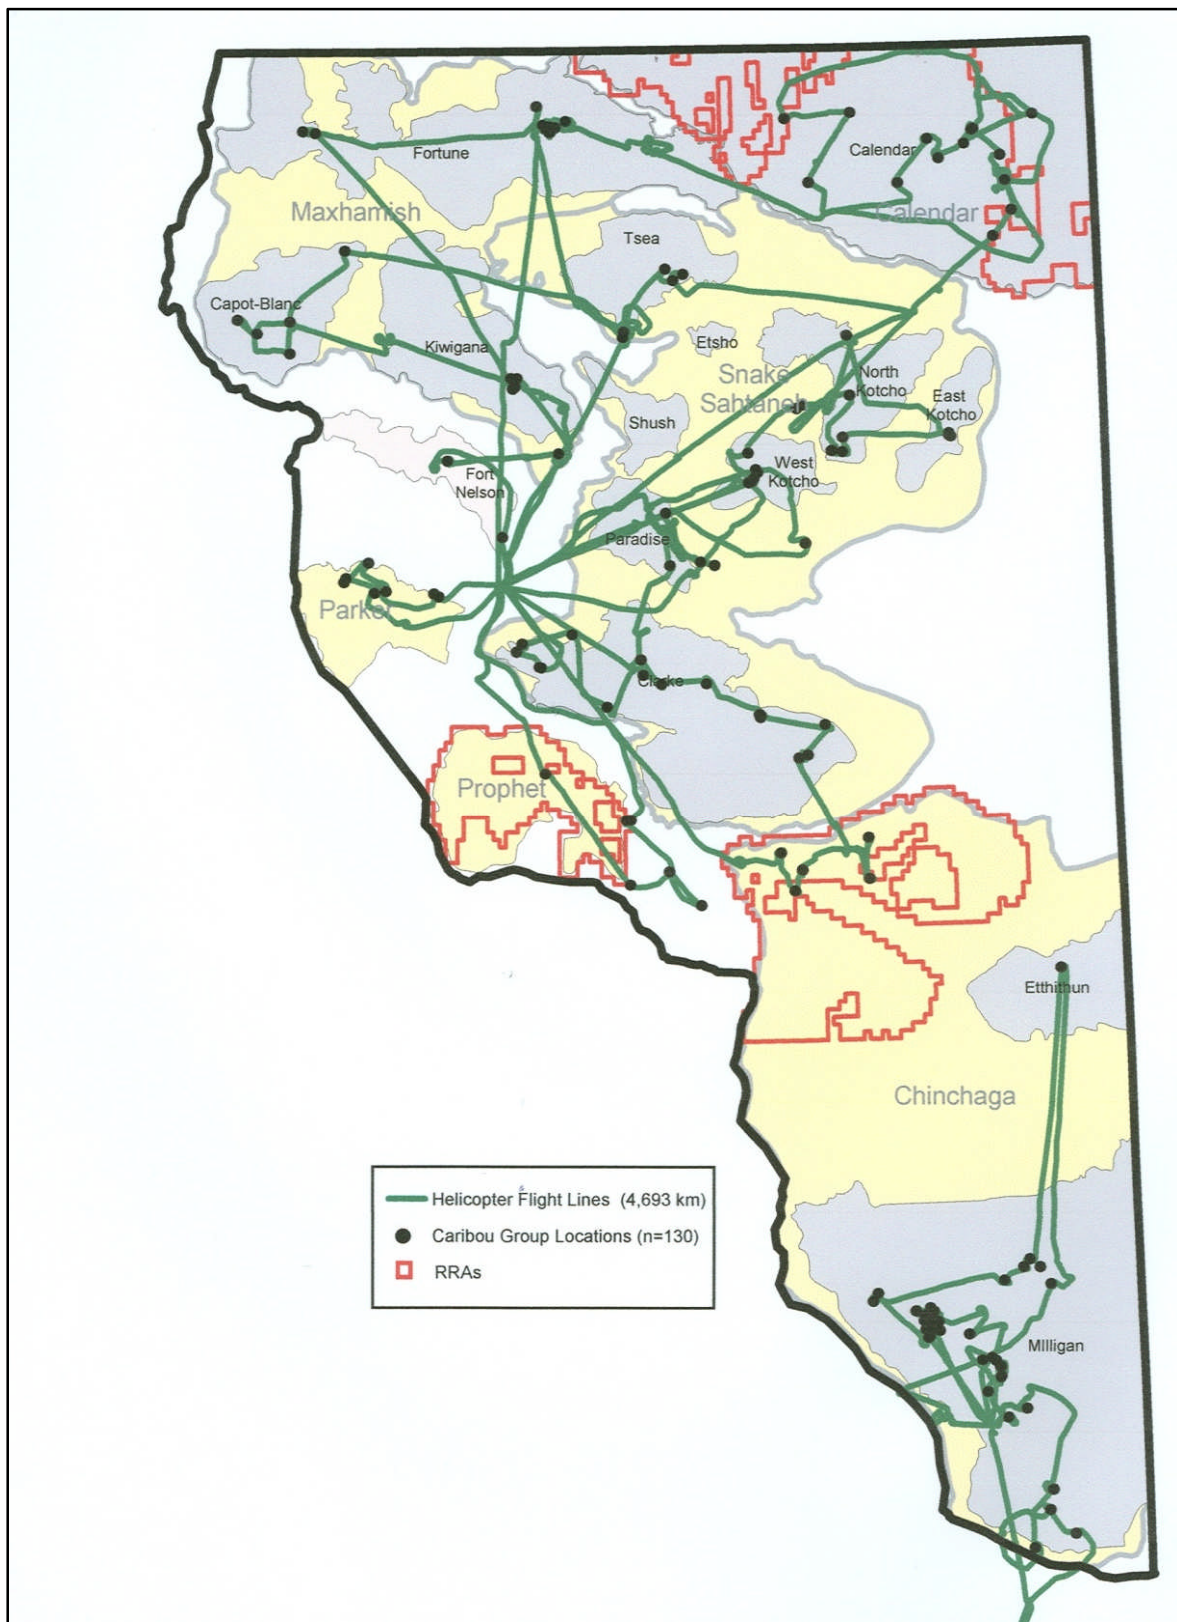 Fortune
Calendar
Maxhamish
Calendar
Tsea
Capot-Blanc
Kiwigana
Etsho
Snake
Sahtaneh
North
Kotcho
East
Kotcho
Shush
West
Kotcho
Fort
Nelson
Paradise
Parker
Clarke
Prophet
Etthithun
Chinchaga
Helicopter Flight Lines (4,693 km)
Caribou Group Locations (n=130)
RRAs
MIlligan